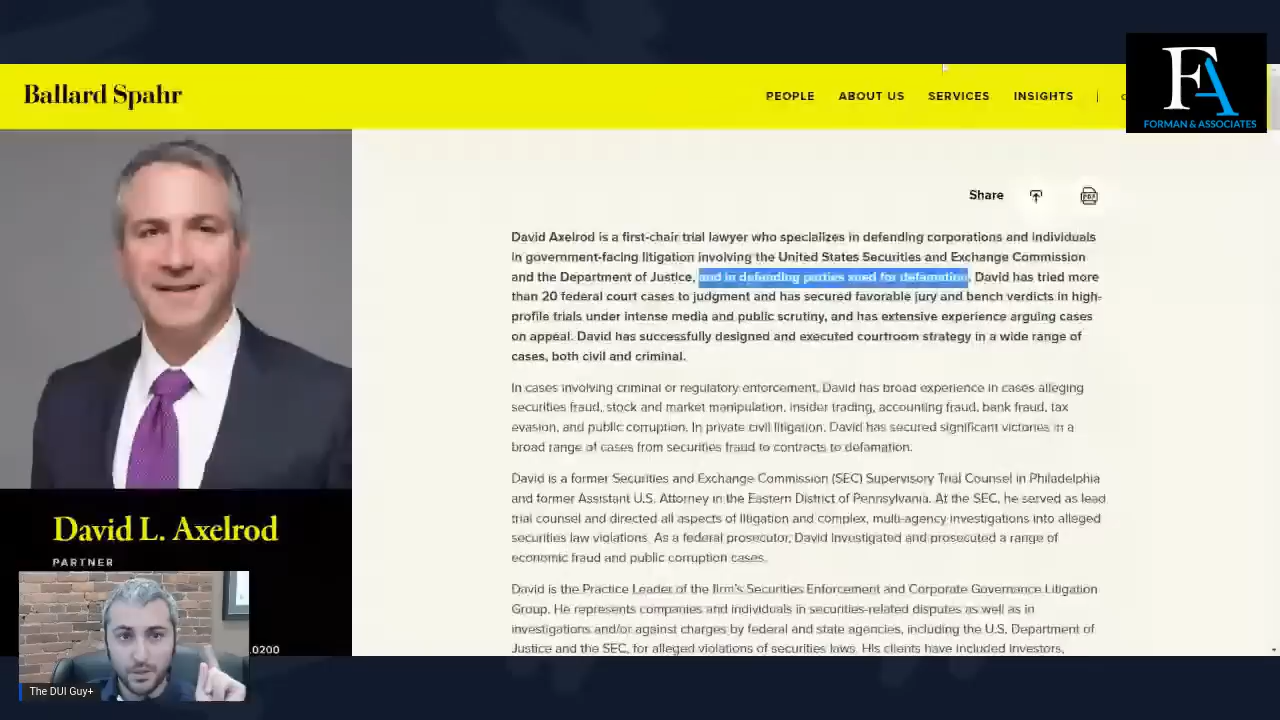 Ballard Spahr
PEOPLE ABOUT US SERVICES INSIGHTS
FA
FORMAN & ASSOCIATES
Share
PDF
David Axelrod is a first-chair trial lawyer who specializes in defending corporations and individuals
in government-facing litigation involving the United States Securities and Exchange Commission
and the Department of Justice, and in defending parties sued for defamation. David has tried more
than 20 federal court cases to judgment and has secured favorable jury and bench verdicts in high-
profile trials under intense media and public scrutiny, and has extensive experience arguing cases
on appeal. David has successfully designed and executed courtroom strategy in a wide range of
cases, both civil and criminal.
In cases involving criminal or regulatory enforcement, David has broad experience in cases alleging
securities fraud, stock and market manipulation, insider trading, accounting fraud, bank fraud, tax
evasion, and public corruption. In private civil litigation, David has secured significant victories in a
broad range of cases from securities fraud to contracts to defamation.
David is a former Securities and Exchange Commission (SEC) Supervisory Trial Counsel in Philadelphia
and former Assistant U.S. Attorney in the Eastern District of Pennsylvania. At the SEC, he served as lead
trial counsel and directed all aspects of litigation and complex, multi-agency investigations into alleged
securities law violations. As a federal prosecutor, David investigated and prosecuted a range of
economic fraud and public corruption cases.
David is the Practice Leader of the firm's Securities Enforcement and Corporate Governance Litigation
Group. He represents companies and individuals in securities-related disputes as well as in
investigations and/or against charges by federal and state agencies, including the U.S. Department of
Justice and the SEC, for alleged violations of securities laws. His clients have included investors,
David L. Axelrod
PARTNER
.0200
The DUI Guy+